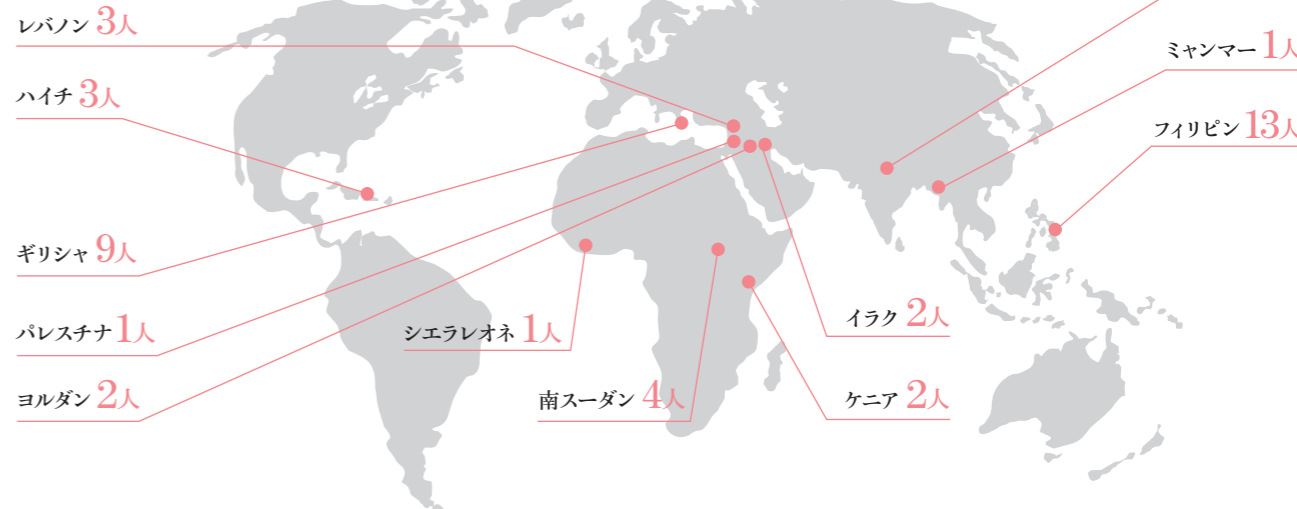 レバノン 3人
ミャンマー 1人
ハイチ 3人
フィリピン 13人
ギリシャ 9人
イラク 2人
パレスチナ 1人
シエラレオネ 1人
ヨルダン 2人
南スーダン 4人
ケニア 2人